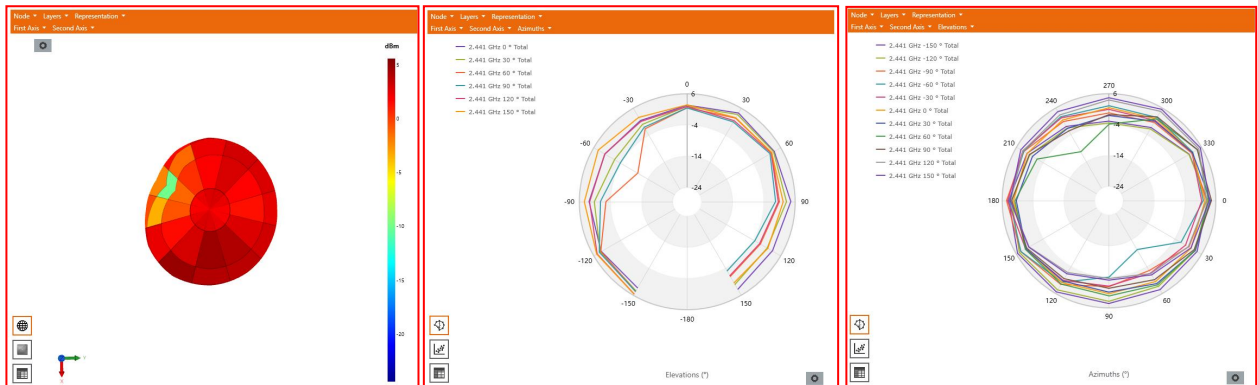 Node Layers Representation
First Axis Second Axis
dBm
5
0
-5
-10
-15
-20
Y
X
Node Layers Representation
First Axis Second Axis Azimuths
2.441 GHz 0 ° Total
2.441 GHz 30 ° Total
2.441 GHz 60 ° Total
2.441 GHz 90 ° Total
2.441 GHz 120 ° Total
2.441 GHz 150 ° Total
0
-30 6 30
-4
-60 60
-14
-24
-90 90
-120 120
-150 150
-180
Elevations (°)
Node Layers Representation
First Axis Second Axis Elevations
2.441 GHz -150 ° Total
2.441 GHz -120 ° Total
2.441 GHz -90 ° Total
2.441 GHz -60 ° Total
2.441 GHz -30 ° Total
2.441 GHz 0 ° Total
2.441 GHz 30 ° Total
2.441 GHz 60 ° Total
2.441 GHz 90 ° Total
2.441 GHz 120 ° Total
2.441 GHz 150 ° Total
270
240 6 300
-4
210 330
-14
-24
180 0
150 30
120 60
90
Azimuths (°)